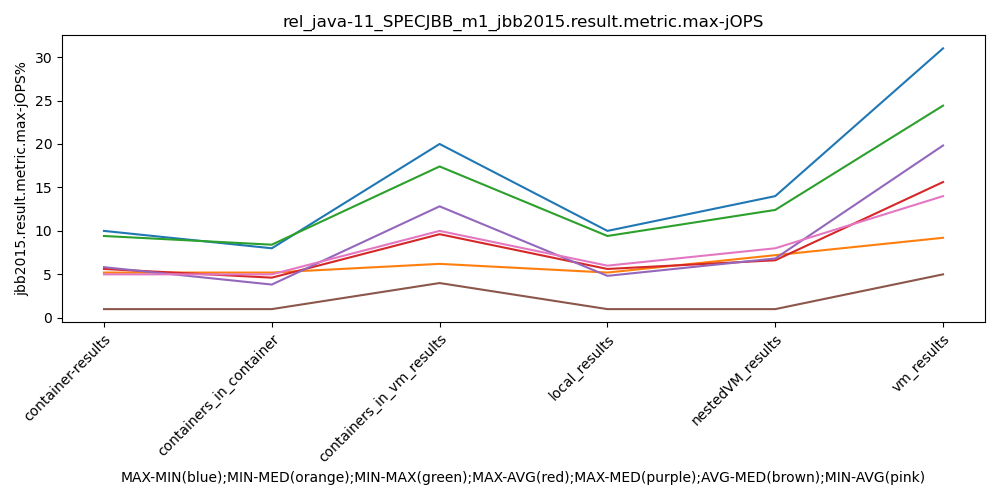 rel_java-11_SPECJBB_m1_jbb2015.result.metric.max-jOPS
jbb2015.result.metric.max-jOPS%
30
25
20
15
10
5
0
container-results
containers_in_container
containers_in_vm_results
local_results
nestedVM_results
vm_results
MAX-MIN(blue);MIN-MED(orange);MIN-MAX(green);MAX-AVG(red);MAX-MED(purple);AVG-MED(brown);MIN-AVG(pink)